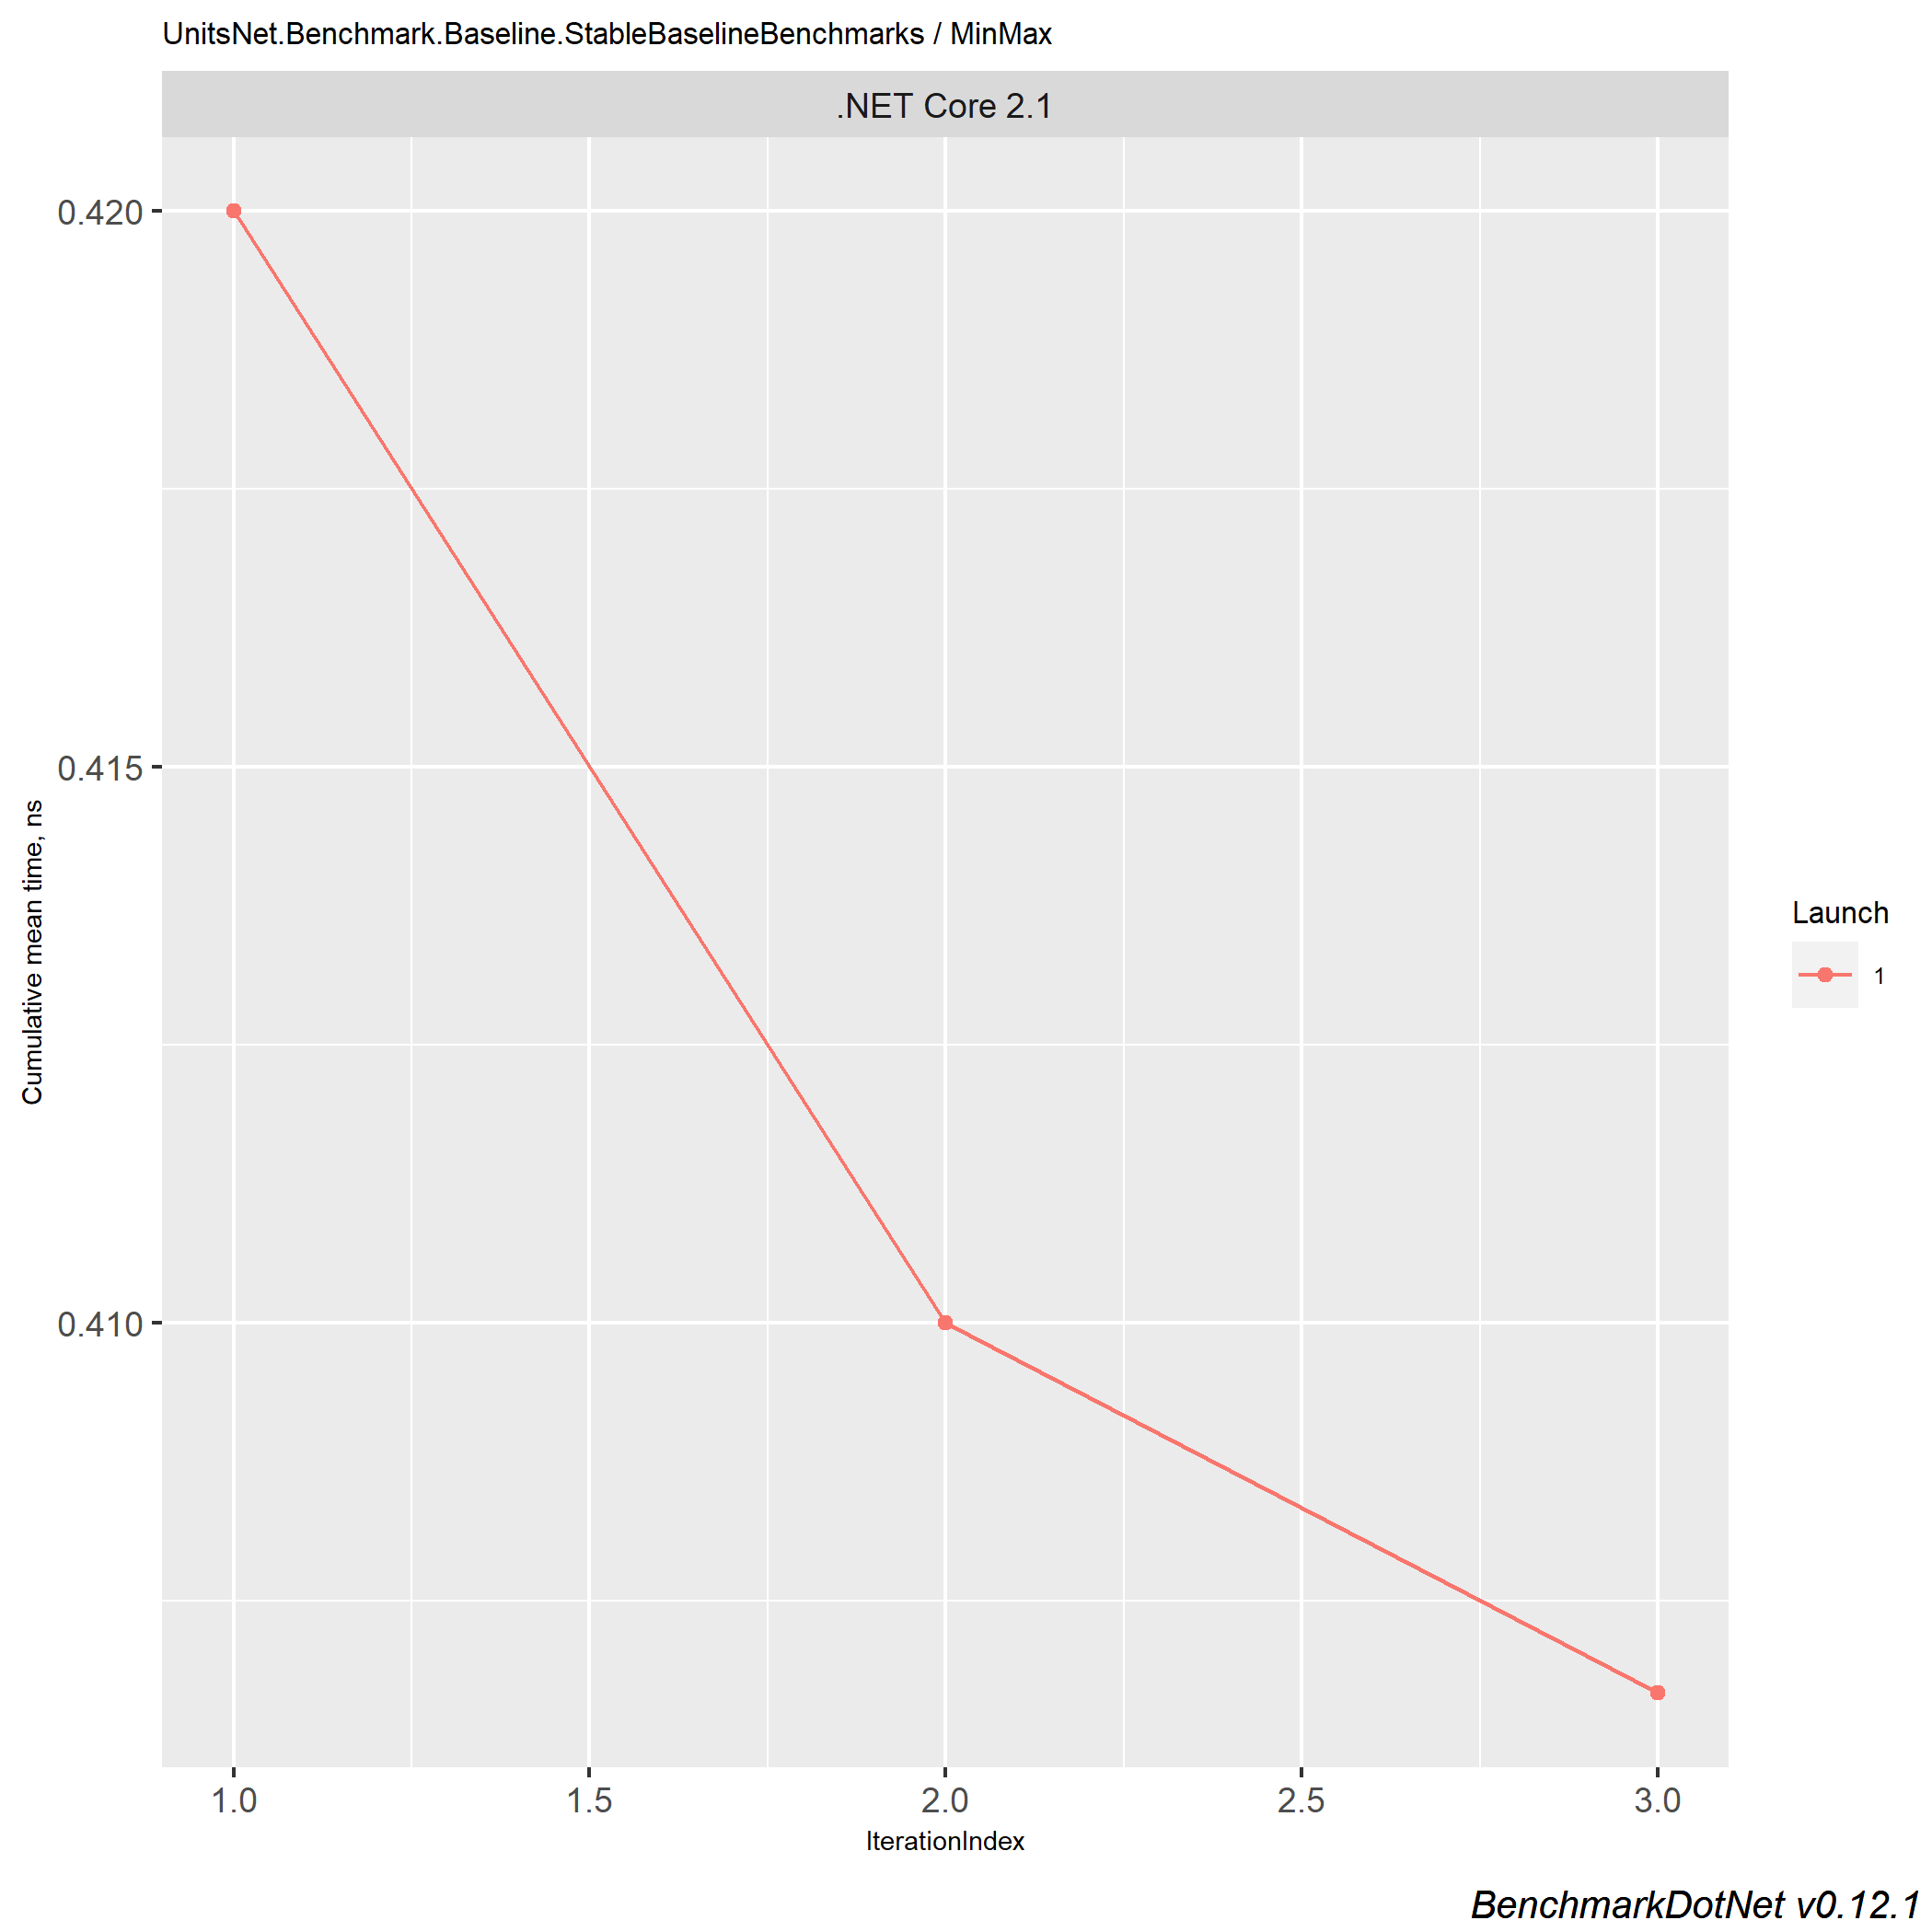 UnitsNet.Benchmark.Baseline.StableBaselineBenchmarks / MinMax
.NET Core 2.1
0.420
0.415
0.410
Cumulative mean time, ns
1.0 1.5 2.0 2.5 3.0
IterationIndex
Launch
1
BenchmarkDotNet v0.12.1